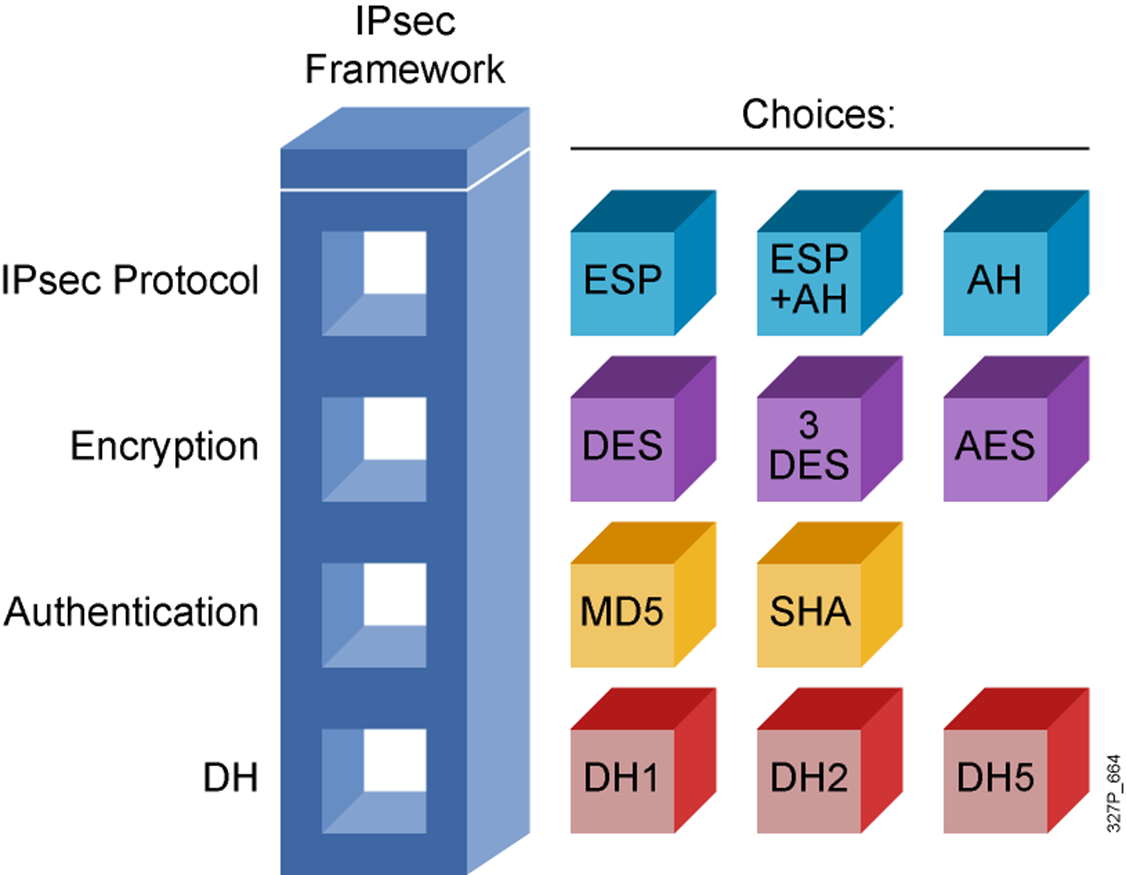 IPsec
Framework
Choices:
IPsec Protocol
ESP
ESP
+AH
AH
Encryption
DES
3
DES
AES
Authentication
MD5
SHA
DH
DH1
DH2
DH5
327P_664